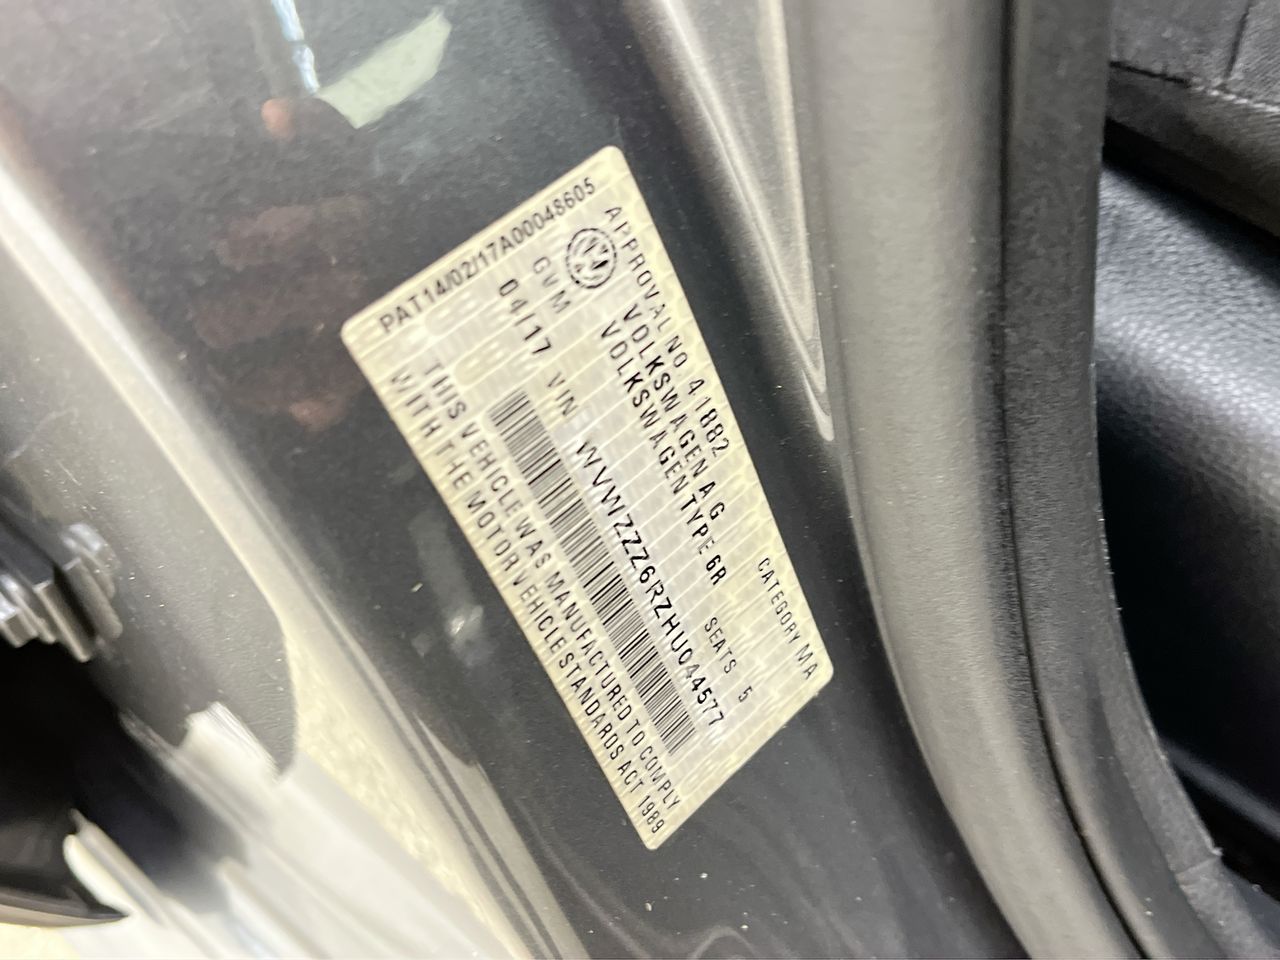 PAT14/02/17A00048605
APPROVAL NO 41882 CATEGORY MA
VOLKSWAGEN AG
VOLKSWAGEN TYPE 6R SEATS 5
GVM
04/17 VIN WVWZZZ6RZHU044577
THIS VEHICLE WAS MANUFACTURED TO COMPLY
WITH THE MOTOR VEHICLE STANDARDS ACT 1989